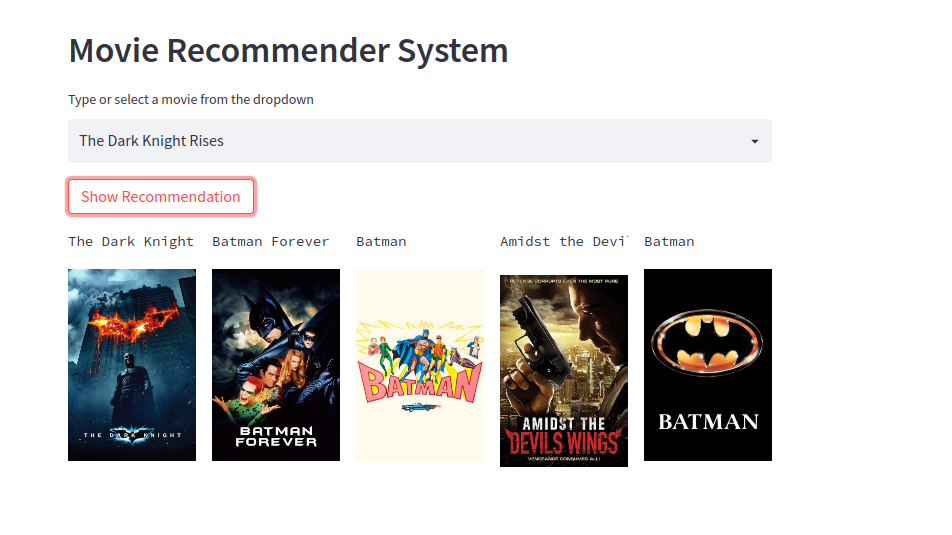 Movie Recommender System
Type or select a movie from the dropdown
The Dark Knight Rises
Show Recommendation
The Dark Knight
Batman Forever
Batman
Amidst the Devi
Batman
THE DARK KNIGHT
BATMAN
FOREVER
BATMAN
REVENGE CORRUPTS EVEN THE MOST PURE
AMIDST THE
DEVILS WINGS
VENGEANCE CONSUMES ALL!
BATMAN